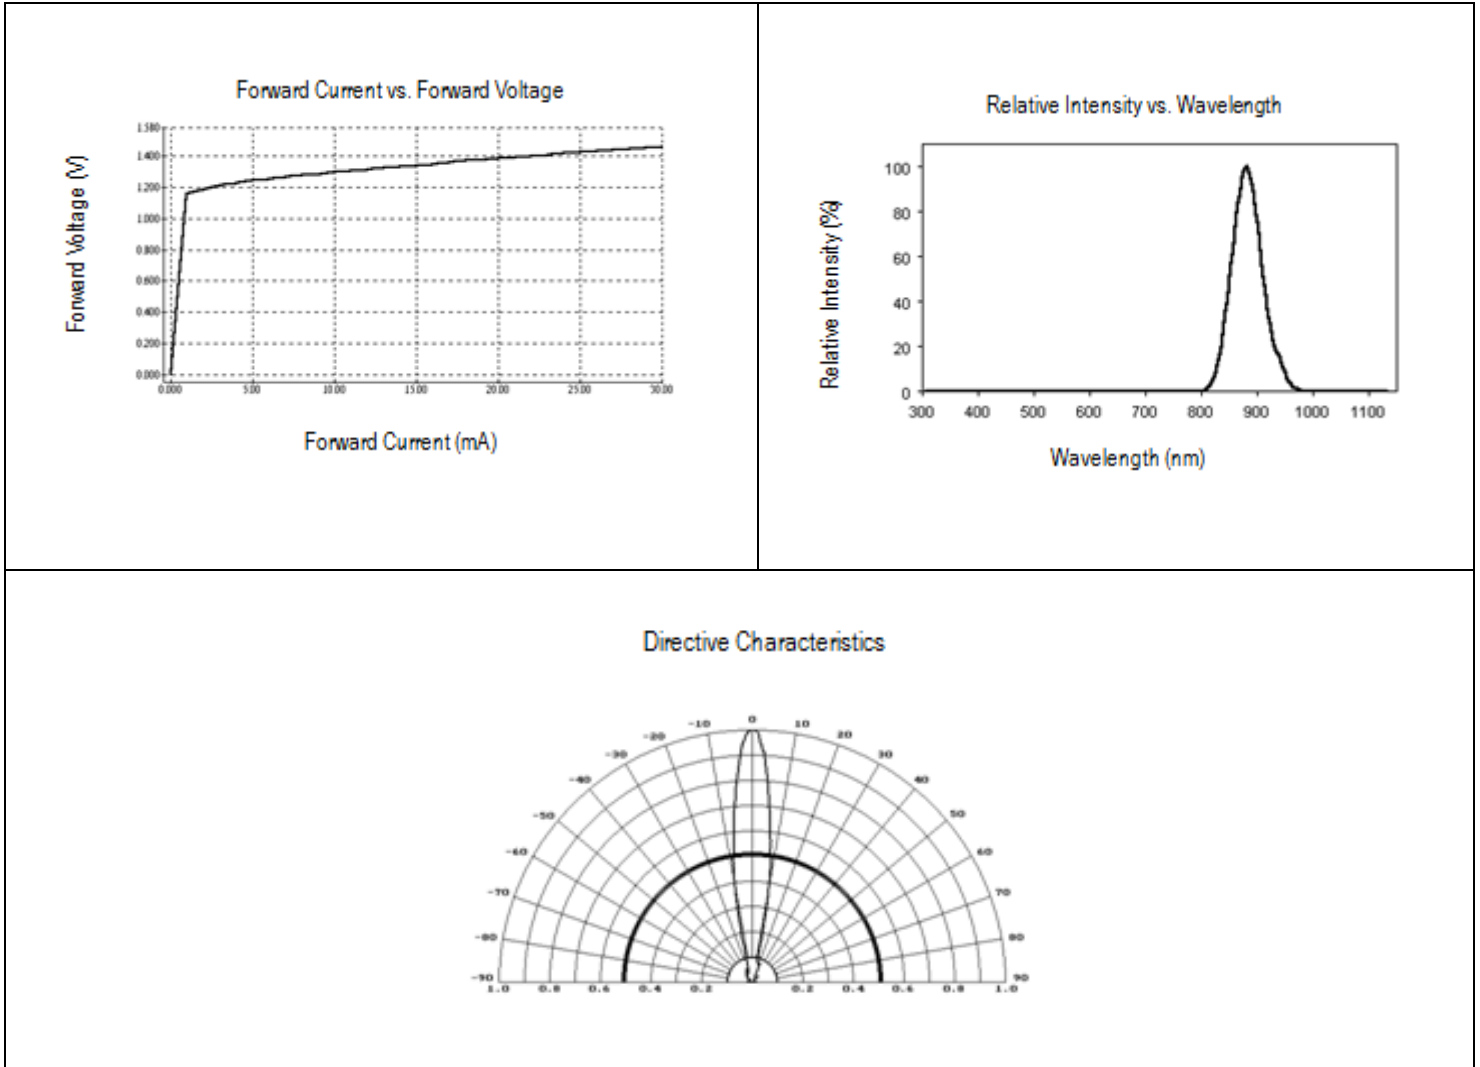 Forward Current vs. Forward Voltage
Forward Voltage (V)
1.500
1.400
1.200
1.000
0.800
0.600
0.400
0.200
0.000
0.000 5.00 10.00 15.00 20.00 25.00 30.00
Forward Current (mA)
Relative Intensity vs. Wavelength
Relative Intensity (%)
100
80
60
40
20
0
300 400 500 600 700 800 900 1000 1100
Wavelength (nm)
Directive Characteristics
-10 0 10
-20 20
-30 30
-40 40
-50 50
-60 60
-70 70
-80 80
-90 90
1.0 0.8 0.6 0.4 0.2 0.2 0.4 0.6 0.8 1.0